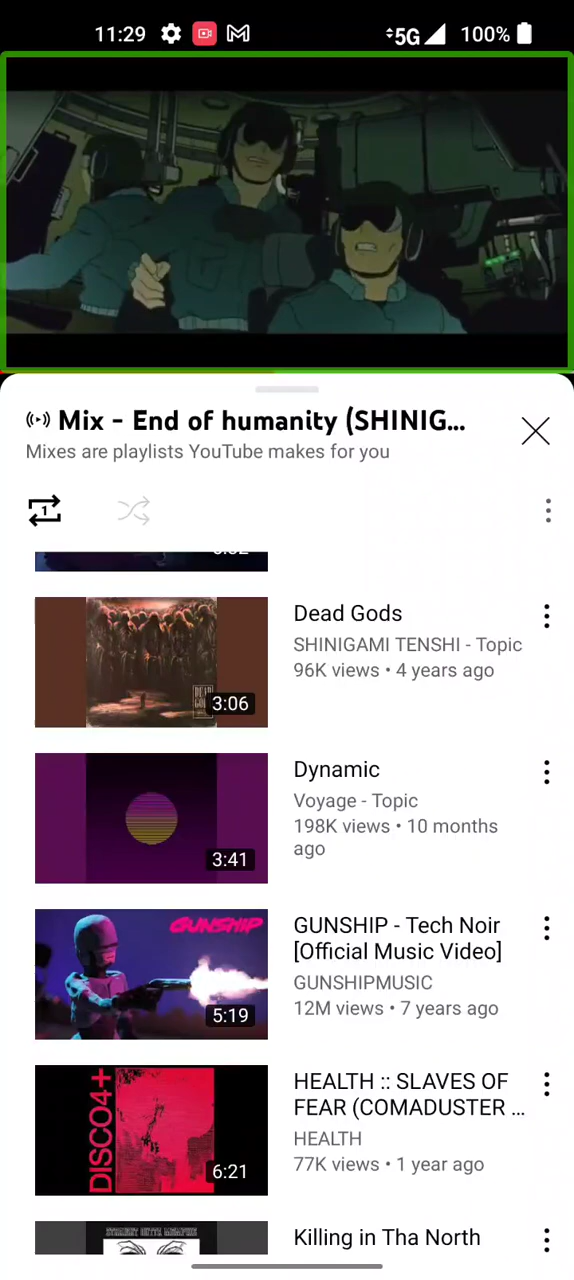 11:29
5G
100%
Mix - End of humanity (SHINIG...
Mixes are playlists YouTube makes for you
1
Dead Gods
SHINIGAMI TENSHI - Topic
96K views • 4 years ago
3:06
Dynamic
Voyage - Topic
198K views • 10 months
ago
3:41
GUNSHIP
GUNSHIP - Tech Noir
[Official Music Video]
GUNSHIPMUSIC
12M views • 7 years ago
5:19
DISCO4+
HEALTH :: SLAVES OF
FEAR (COMADUSTER ...
HEALTH
77K views • 1 year ago
6:21
Killing in Tha North